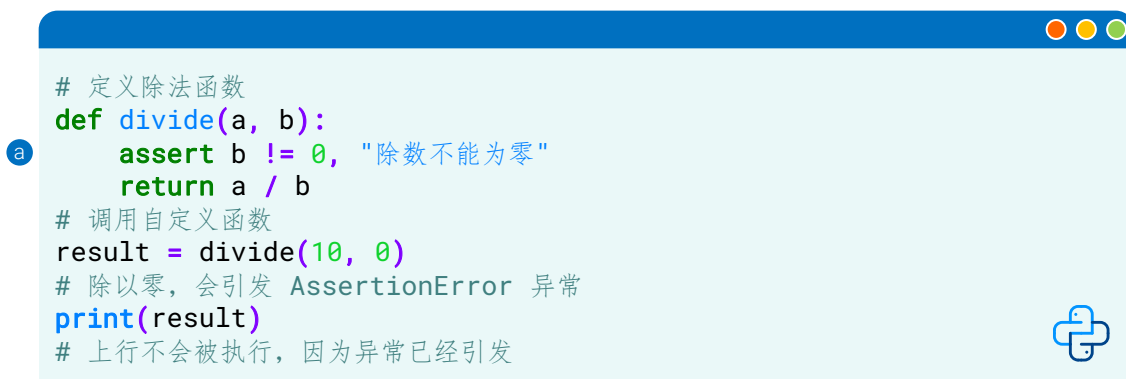 # 定义除法函数
def divide(a, b):
a
    assert b != 0, "除数不能为零"
    return a / b
# 调用自定义函数
result = divide(10, 0)
# 除以零，会引发 AssertionError 异常
print(result)
# 上行不会被执行，因为异常已经引发